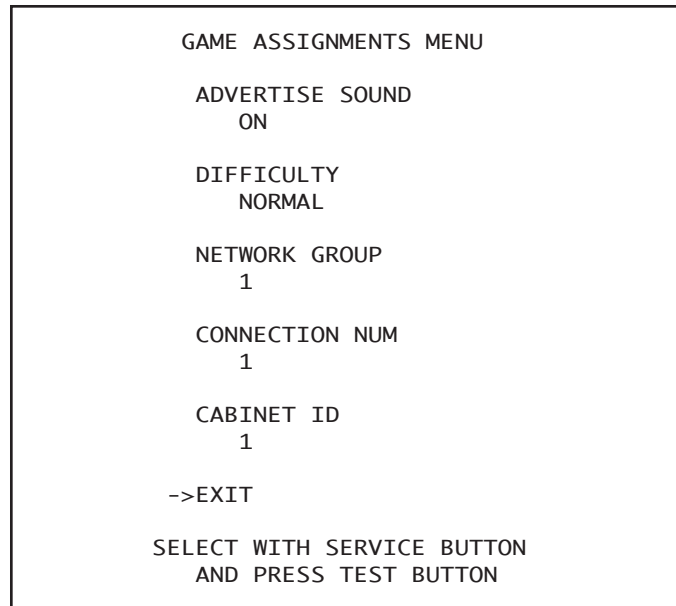 GAME ASSIGNMENTS MENU
ADVERTISE SOUND
ON
DIFFICULTY
NORMAL
NETWORK GROUP
1
CONNECTION NUM
1
CABINET ID
1
->EXIT
SELECT WITH SERVICE BUTTON
AND PRESS TEST BUTTON